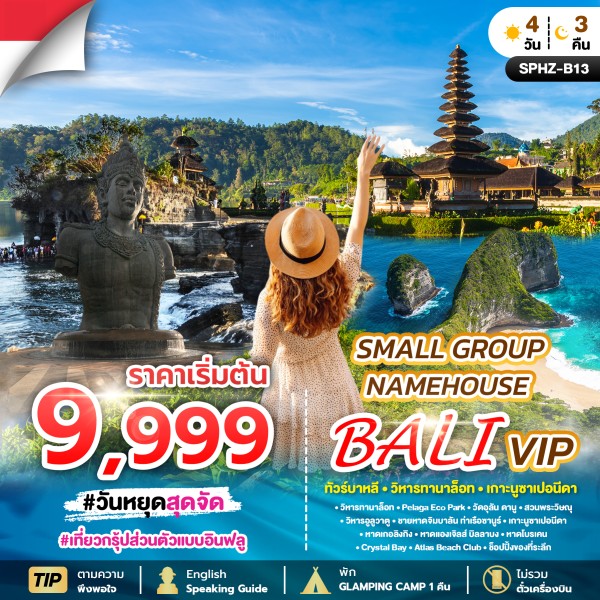 4 วัน 3 คืน
SPHZ-B13
SMALL GROUP
NAMEHOUSE
BALI VIP
ราคาเริ่มต้น
9,999
#วันหยุดสุดจัด
#เที่ยวกรุ๊ปส่วนตัวแบบอินฟลู
ทัวร์บาหลี • วิหารทานาล็อท • เกาะนูซาเปอนีดา
• วิหารทานาล็อท • Pelaga Eco Park • วัดอุลัน ดานู • สวนพระวิษณุ
วิหารอูลูวาตู • ชายหาดจิมบารัน ท่าเรือซานูร์ • เกาะนูซาเปอนีดา
•หาดเกอลิงกิง • หาดแองเจิลส์ บิลลาบง • หาดโบรเคน
• Crystal Bay • Atlas Beach Club • ช็อปปิ้งของที่ระลึก
TIP ตามความ
พึงพอใจ
English
Speaking Guide
พัก
GLAMPING CAMP 1 คืน
ไม่รวม
ตั๋วเครื่องบิน